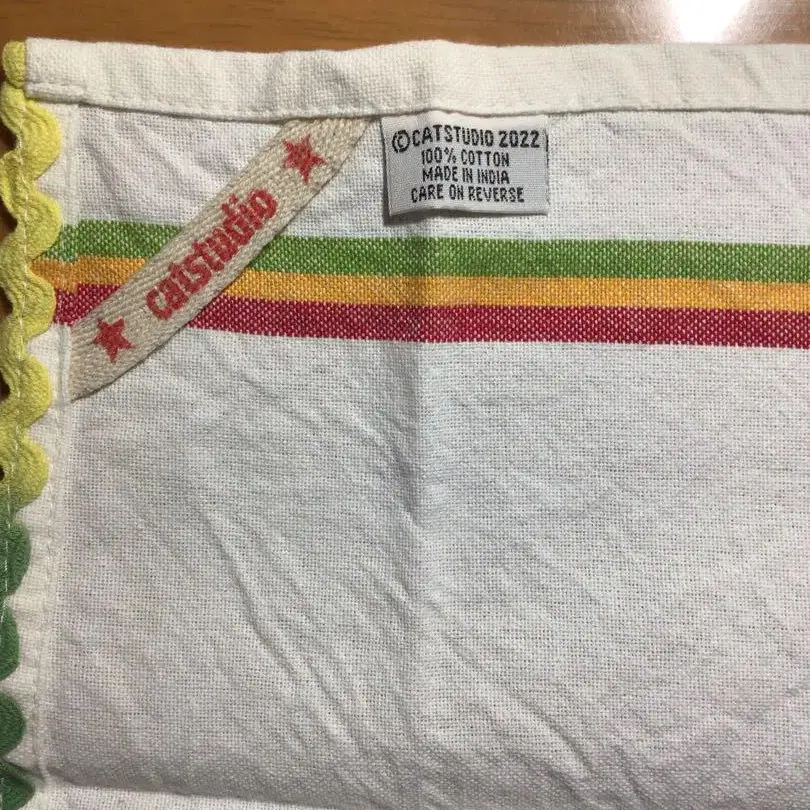 ★ catstudio ★
©CATSTUDIO 2022
100% COTTON
MADE IN INDIA
CARE ON REVERSE